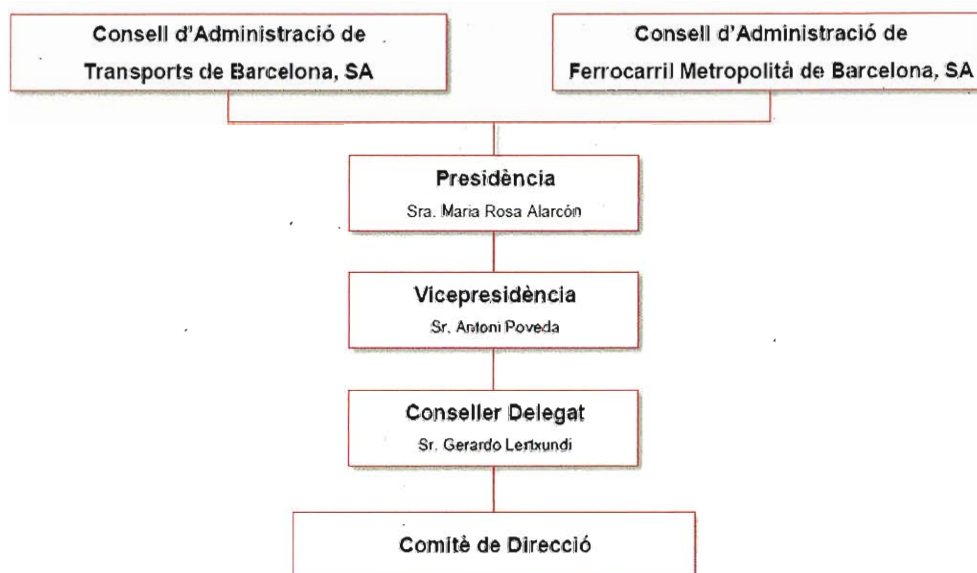 Consell d'Administració de
Transports de Barcelona, SA
Consell d'Administració de
Ferrocarril Metropolità de Barcelona, SA
Presidència
Sra. Maria Rosa Alarcón
Vicepresidència
Sr. Antoni Poveda
Conseller Delegat
Sr. Gerardo Lertxundi
Comitè de Direcció